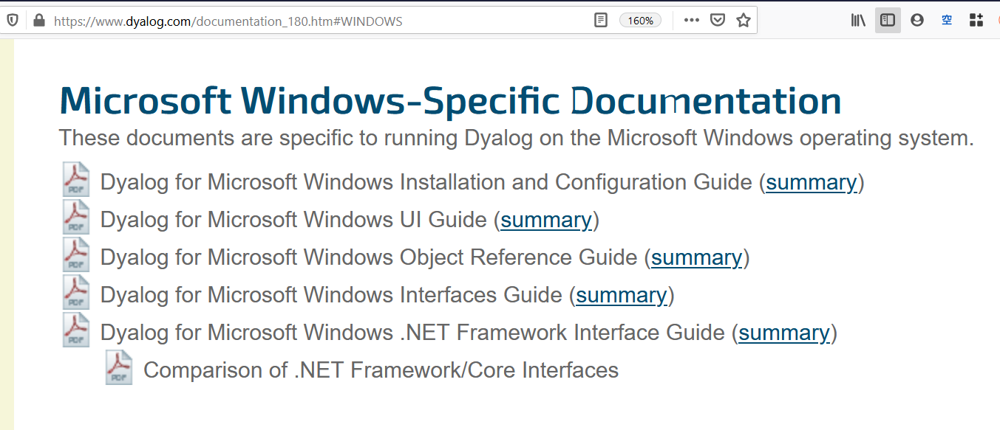 https://www.dyalog.com/documentation_180.htm#WINDOWS 160% 空
Microsoft Windows-Specific Documentation
These documents are specific to running Dyalog on the Microsoft Windows operating system.
PDF Dyalog for Microsoft Windows Installation and Configuration Guide (summary)
PDF Dyalog for Microsoft Windows UI Guide (summary)
PDF Dyalog for Microsoft Windows Object Reference Guide (summary)
PDF Dyalog for Microsoft Windows Interfaces Guide (summary)
PDF Dyalog for Microsoft Windows .NET Framework Interface Guide (summary)
PDF Comparison of .NET Framework/Core Interfaces